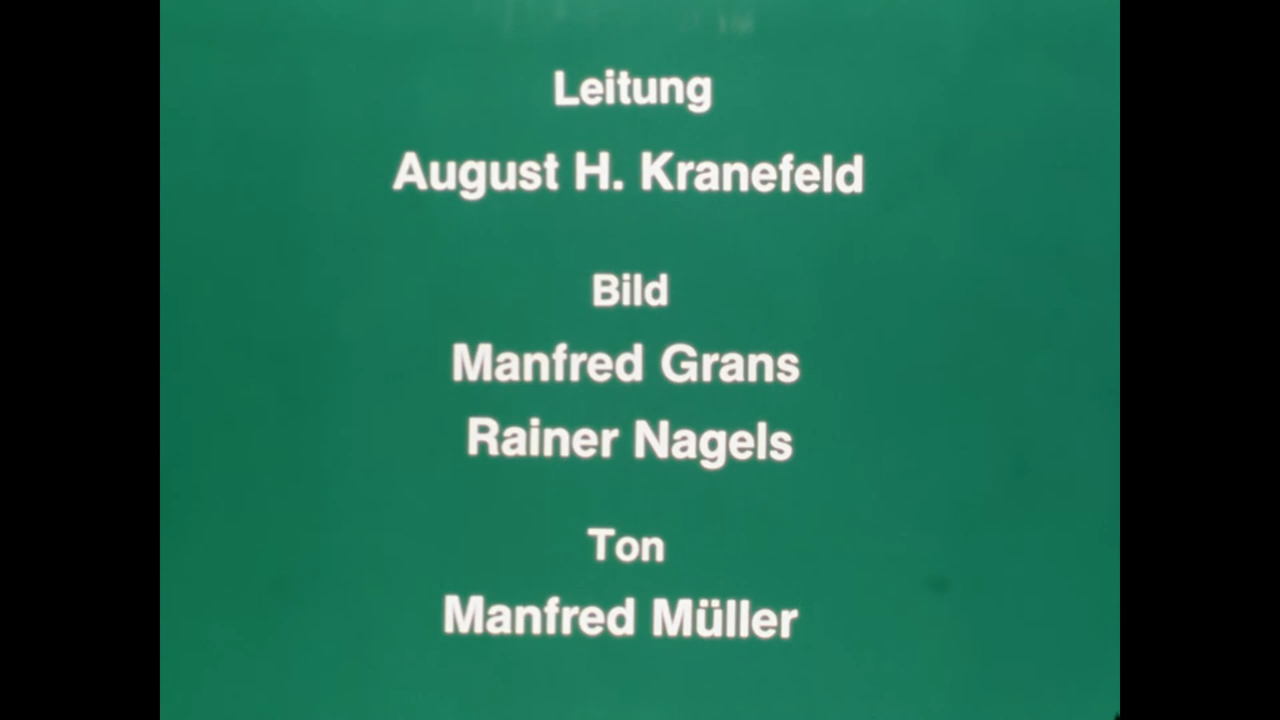 Leitung
August H. Kranefeld
Bild
Manfred Grans
Rainer Nagels
Ton
Manfred Müller